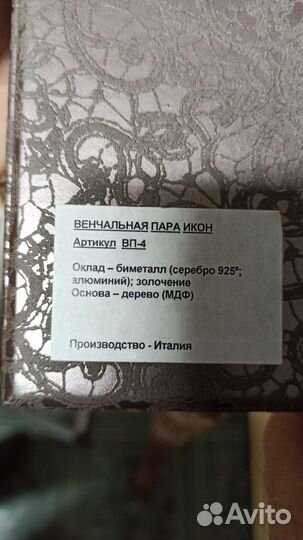 ВЕНЧАЛЬНАЯ ПАРА ИКОН
Артикул ВП-4
Оклад – биметалл (серебро 925°;
алюминий); золочение
Основа – дерево (МДФ)
Производство - Италия
Avito